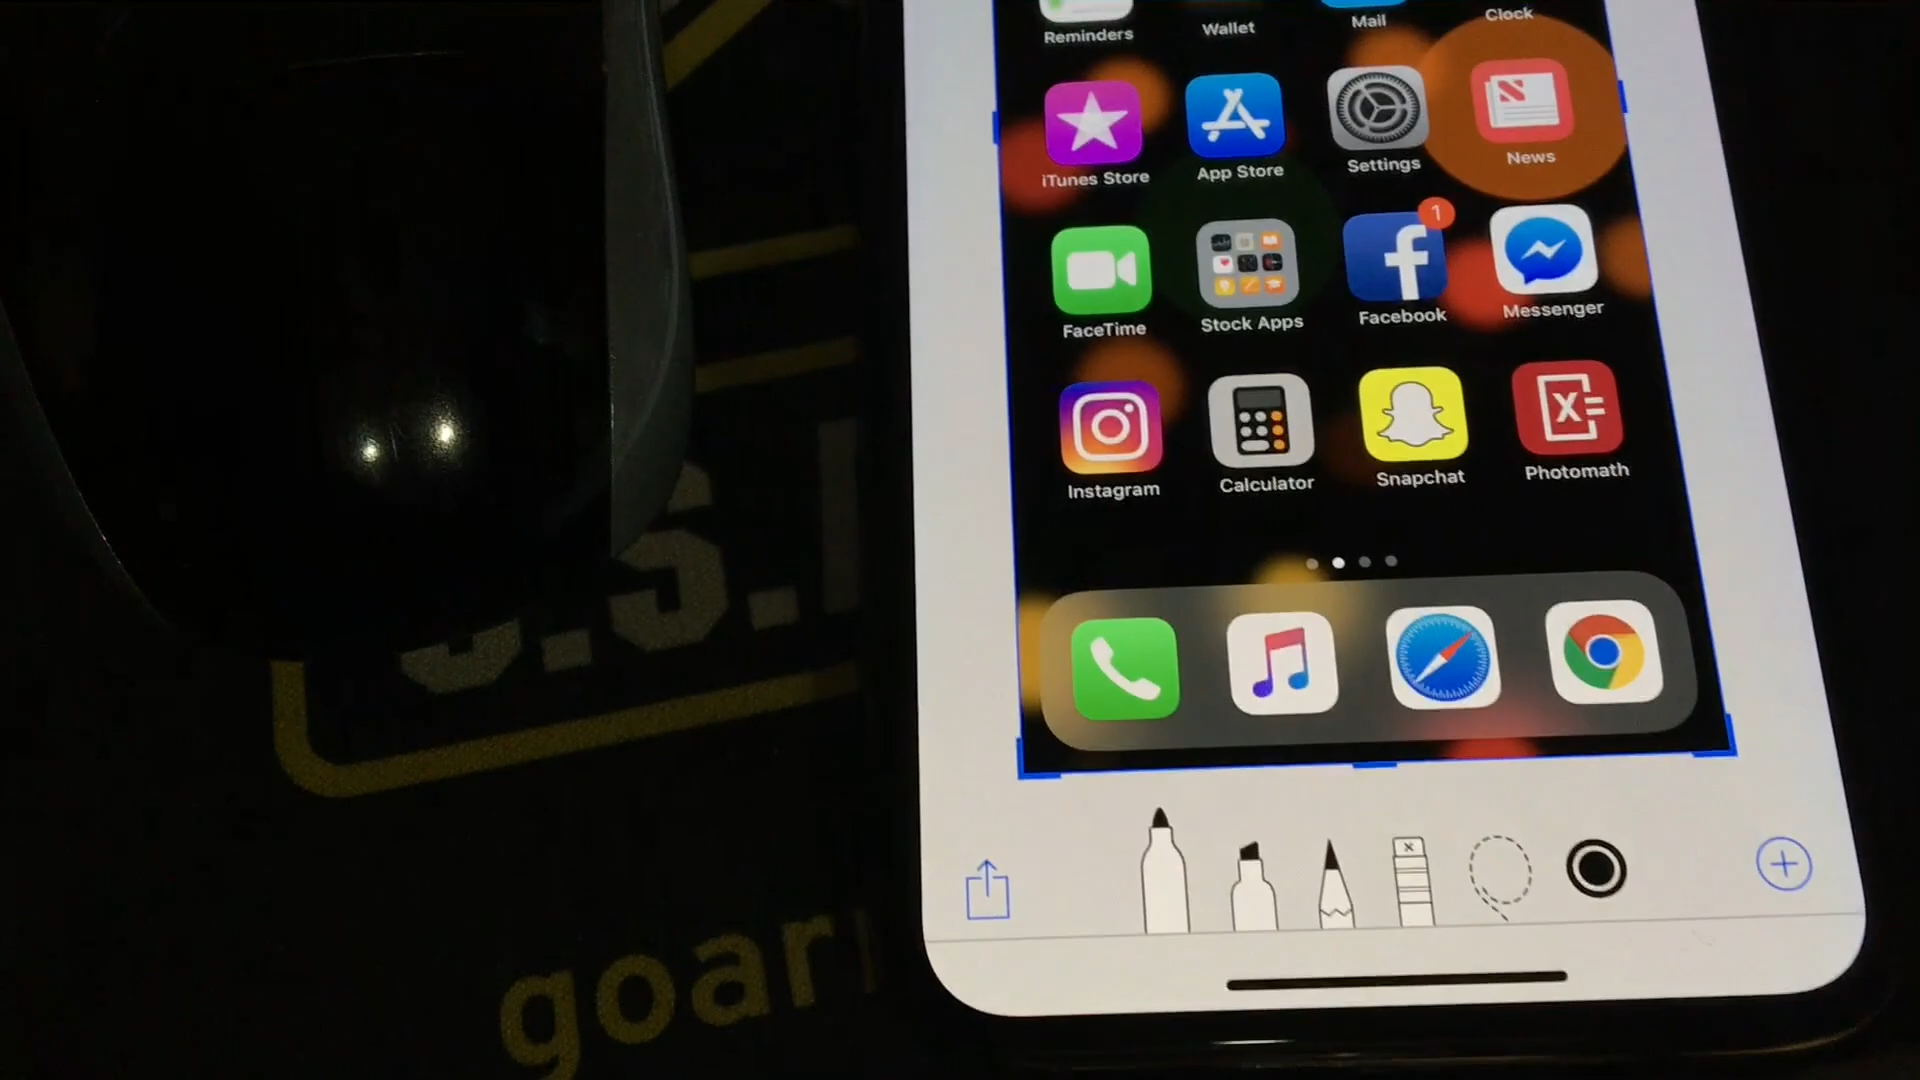 Reminders Wallet Mail Clock
iTunes Store App Store Settings News
1
FaceTime Stock Apps Facebook Messenger
Instagram Calculator Snapchat Photomath
.S.
goar